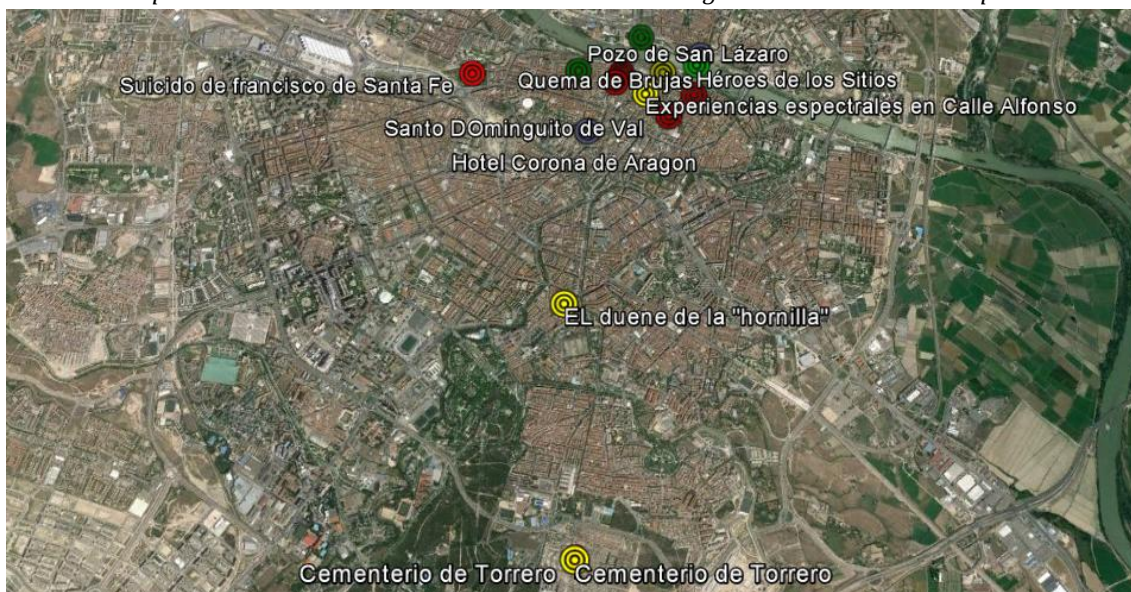 Pozo de San Lázaro
Suicido de francisco de Santa Fe
Quema de Brujas
Héroes de los Sitios
Experiencias espectrales en Calle Alfonso
Santo DOminguito de Val
Hotel Corona de Aragon
EL duene de la "hornilla"
Cementerio de Torrero
Cementerio de Torrero